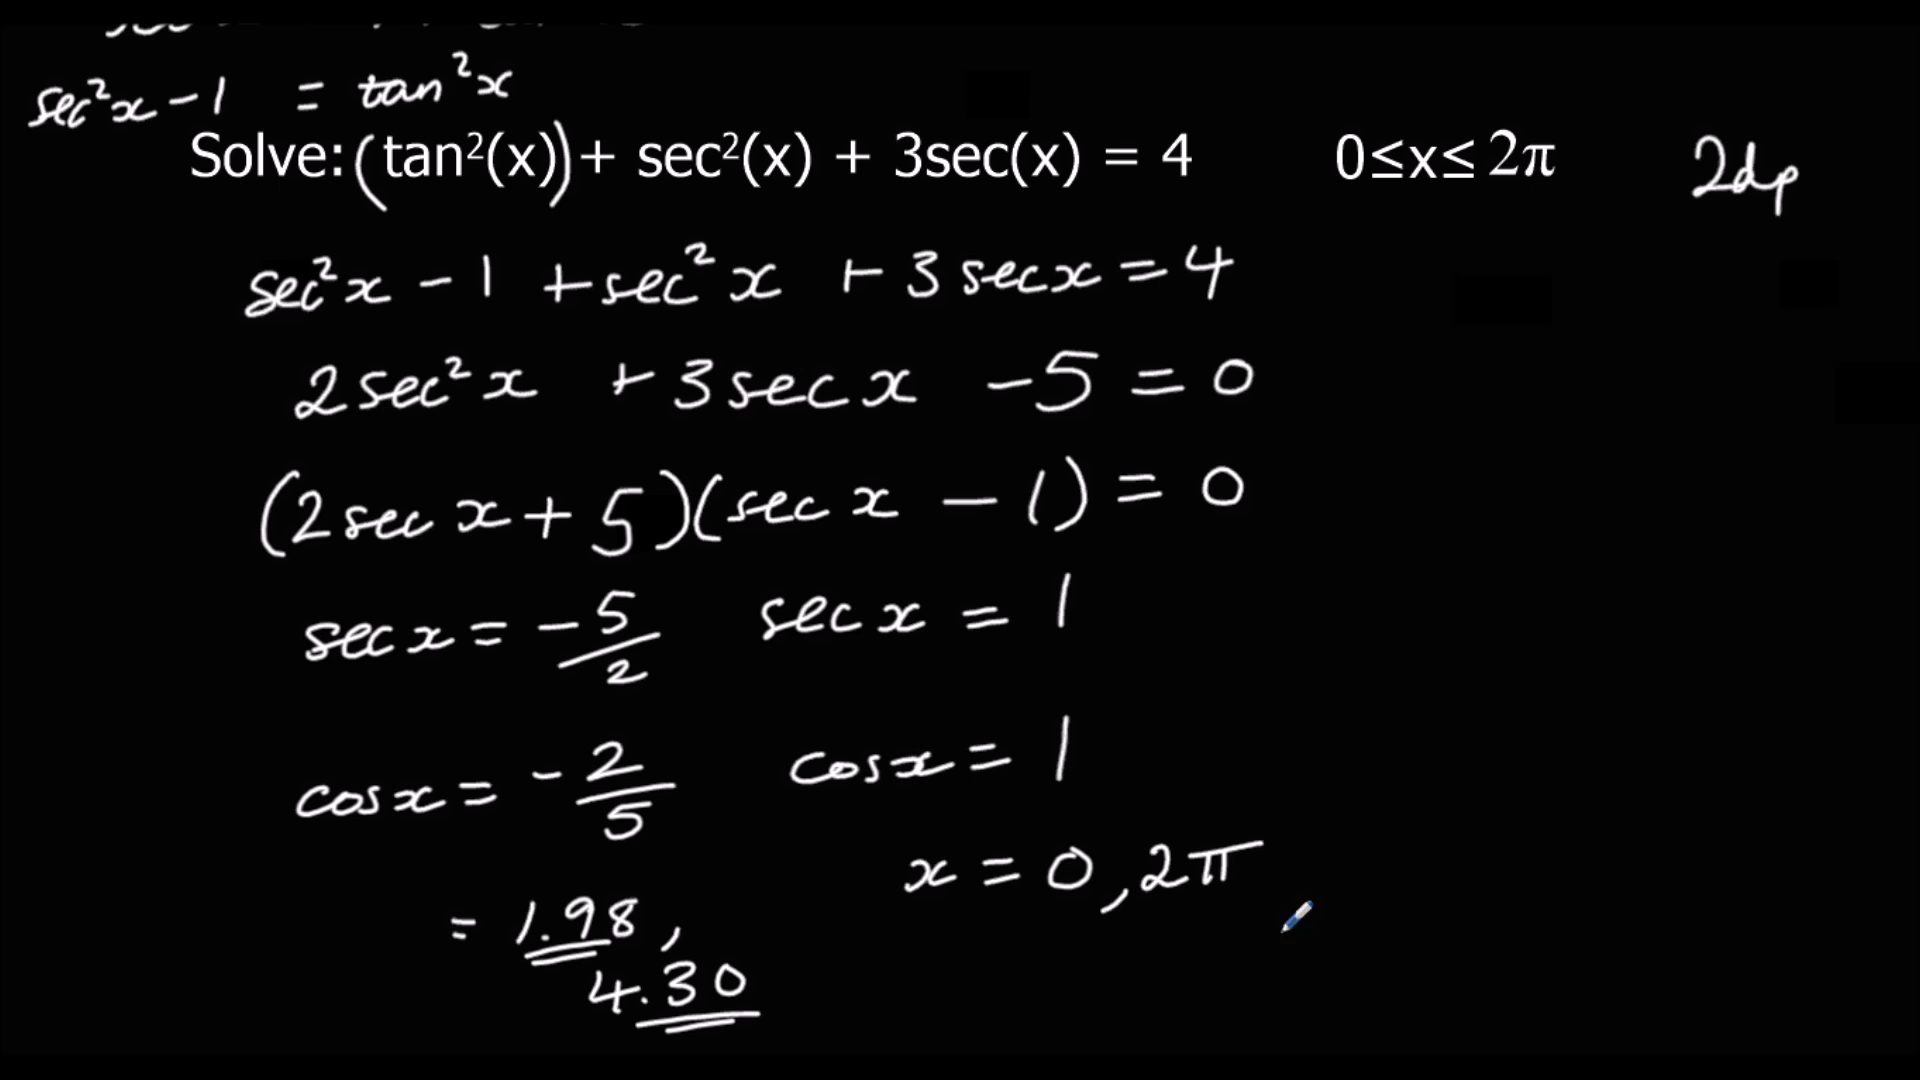 sec²x - 1 = tan²x
Solve: (tan²(x)) + sec²(x) + 3sec(x) = 4 0≤x≤ 2π 2dp
sec²x - 1 + sec²x + 3secx = 4
2sec²x + 3secx - 5 = 0
(2secx + 5)(secx - 1) = 0
secx = -5/2 secx = 1
cosx = -2/5 cosx = 1
x = 0, 2π
= 1.98,
4.30